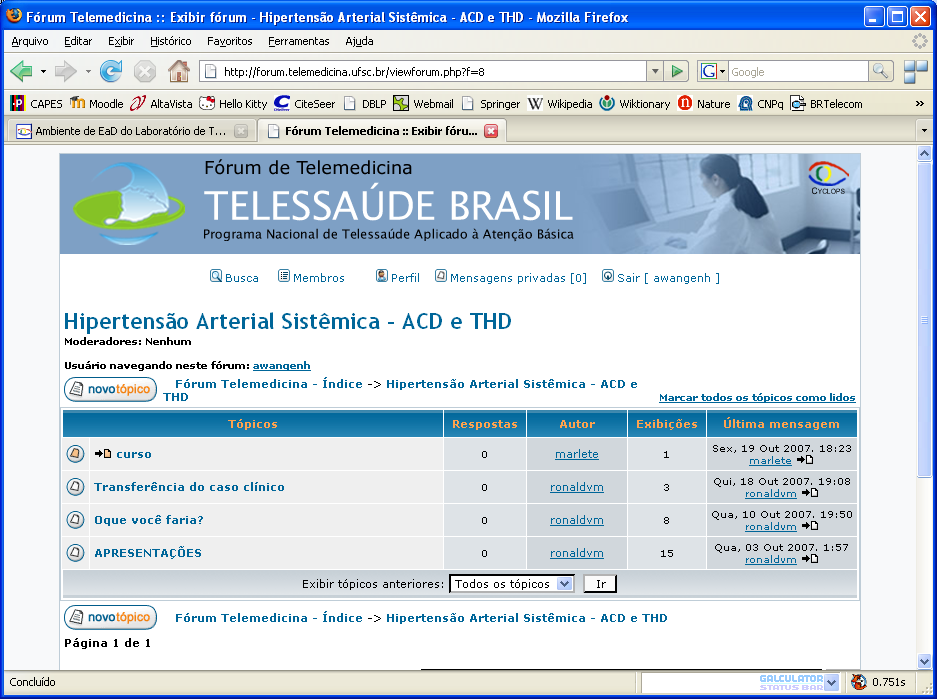 Fórum Telemedicina :: Exibir fórum - Hipertensão Arterial Sistêmica - ACD e THD - Mozilla Firefox
Arquivo Editar Exibir Histórico Favoritos Ferramentas Ajuda
http://forum.telemedicina.ufsc.br/viewforum.php?f=8 G Google
CAPES Moodle AltaVista Hello Kitty CiteSeer DBLP Webmail Springer Wikipedia Wiktionary Nature CNPq BRTelecom »
Ambiente de EaD do Laboratório de T... Fórum Telemedicina :: Exibir fóru...
Fórum de Telemedicina
TELESSAÚDE BRASIL
Programa Nacional de Telessaúde Aplicado à Atenção Básica
CYCLOPS
Busca Membros Perfil Mensagens privadas [0] Sair [ awangenh ]
Hipertensão Arterial Sistêmica - ACD e THD
Moderadores: Nenhum
Usuário navegando neste fórum: awangenh
novotópico Fórum Telemedicina - Índice -> Hipertensão Arterial Sistêmica - ACD e
THD Marcar todos os tópicos como lidos
Tópicos Respostas Autor Exibições Última mensagem
curso 0 marlete 1 Sex, 19 Out 2007. 18:23
marlete
Transferência do caso clínico 0 ronaldvm 3 Qui, 18 Out 2007. 19:08
ronaldvm
Oque você faria? 0 ronaldvm 8 Qua, 10 Out 2007. 19:50
ronaldvm
APRESENTAÇÕES 0 ronaldvm 15 Qua, 03 Out 2007. 1:57
ronaldvm
Exibir tópicos anteriores: Todos os tópicos Ir
novotópico Fórum Telemedicina - Índice -> Hipertensão Arterial Sistêmica - ACD e THD
Página 1 de 1
Concluído GALCULATOR 0.751s
STATUS BAR